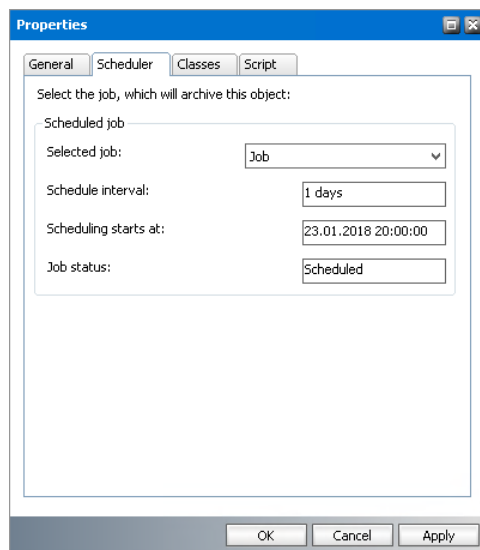 Properties
General Scheduler Classes Script
Select the job, which will archive this object:
Scheduled job
Selected job: Job
Schedule interval: 1 days
Scheduling starts at: 23.01.2018 20:00:00
Job status: Scheduled
OK Cancel Apply